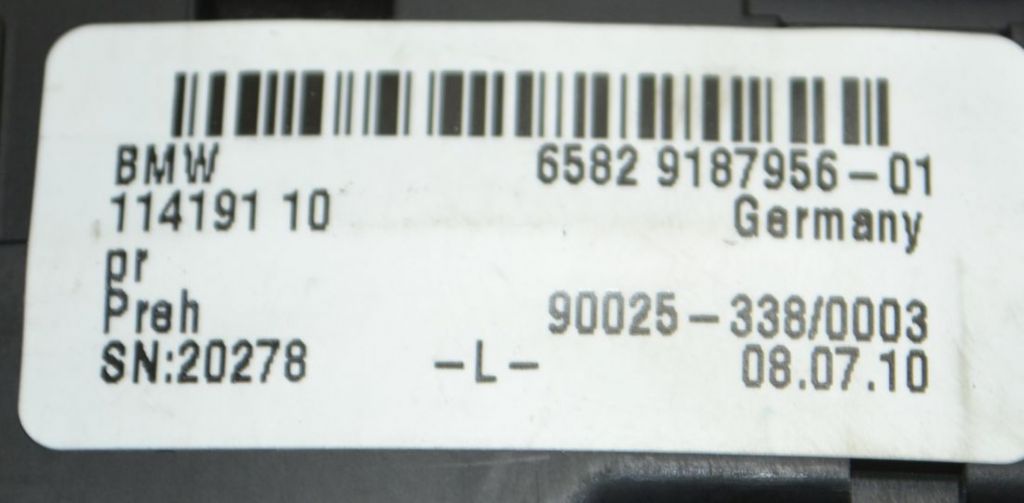 BMW 6582 9187956-01
114191 10 Germany
pr
Preh 90025-338/0003
SN:20278 -L- 08.07.10